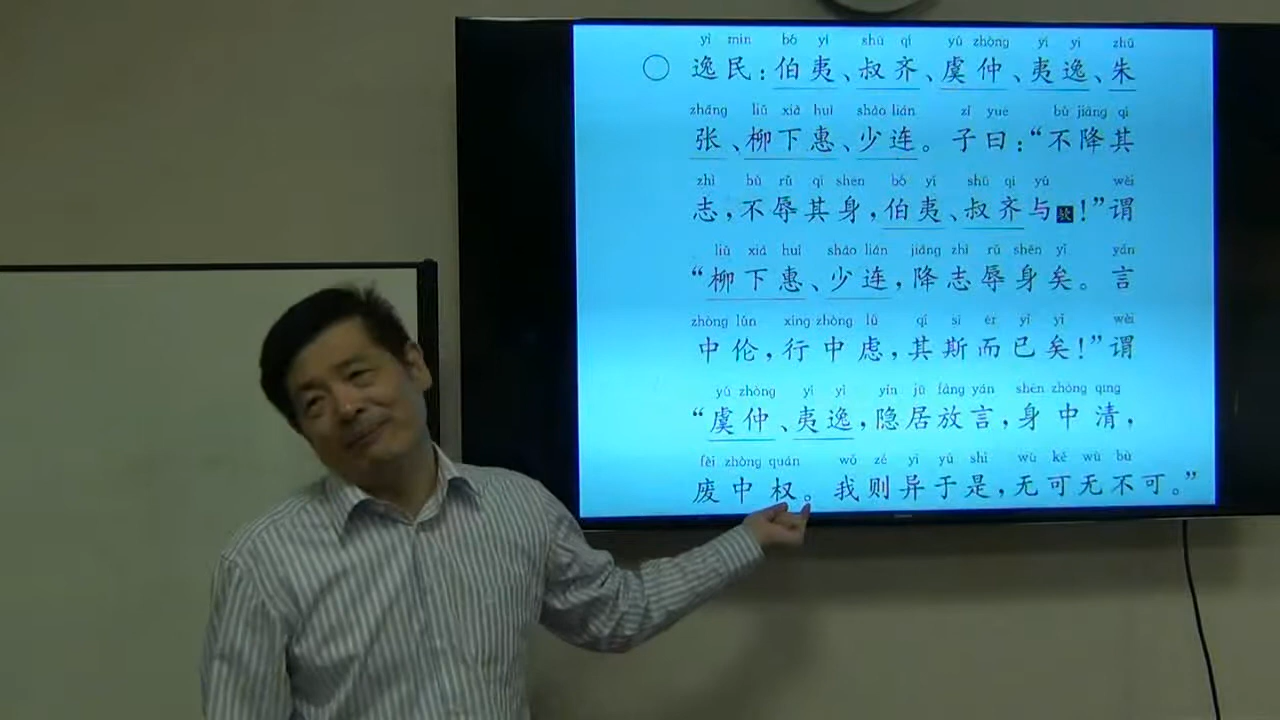 yì mín bó yí shū qí yú zhòng yí yì zhū
○ 逸民：伯夷、叔齐、虞仲、夷逸、朱
zhāng liǔ xià huì shào lián zǐ yuē bù jiàng qí
张、柳下惠、少连。子曰：“不降其
zhì bù rǔ qí shēn bó yí shū qí yú wèi
志，不辱其身，伯夷、叔齐与欤！”谓
liǔ xià huì shào lián jiàng zhì rǔ shēn yǐ yán
“柳下惠、少连，降志辱身矣。言
zhòng lún xíng zhòng lǜ qí sī ér yǐ yǐ wèi
中伦，行中虑，其斯而已矣！”谓
yú zhòng yí yì yǐn jū fàng yán shēn zhòng qīng
“虞仲、夷逸，隐居放言，身中清，
fèi zhòng quán wǒ zé yì yú shì wú kě wú bù
废中权。我则异于是，无可无不可。”